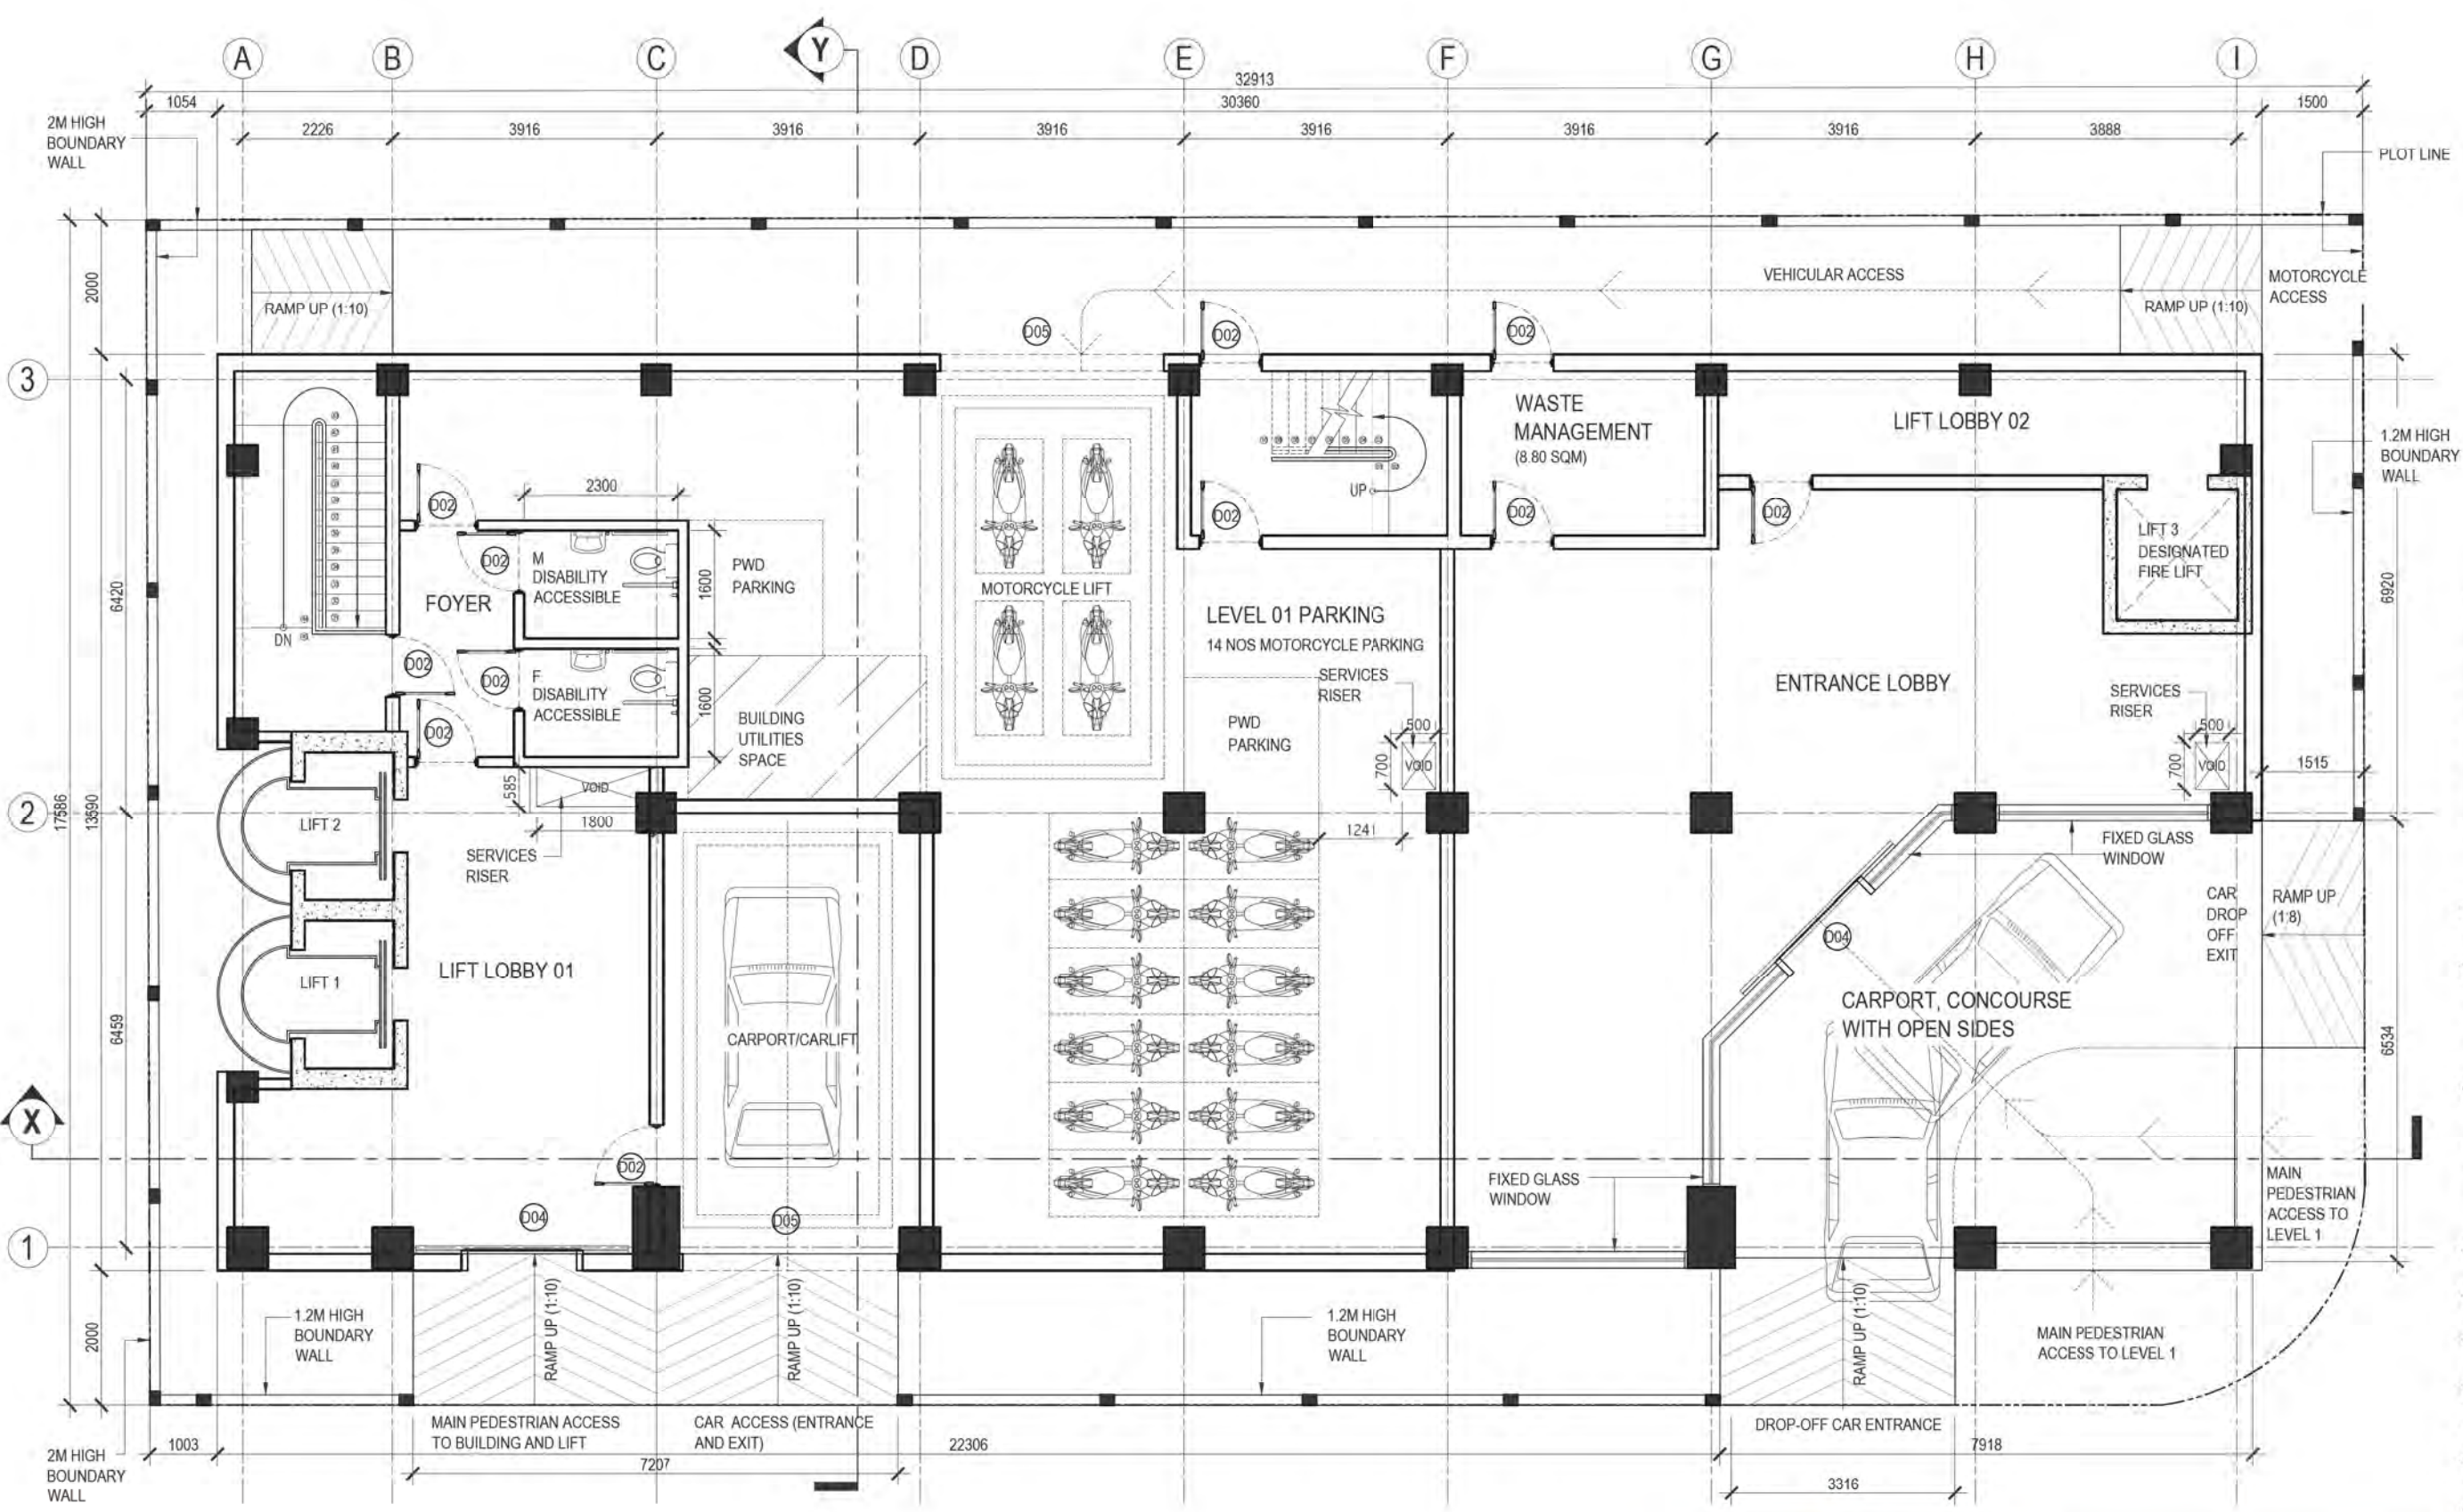 A
B
C
Y
D
E
F
G
H
I
32913
1054
30360
1500
2226
3916
3916
3916
3916
3916
3916
3888
2M HIGH
BOUNDARY
WALL
PLOT LINE
2000
RAMP UP (1:10)
VEHICULAR ACCESS
RAMP UP (1:10)
MOTORCYCLE
ACCESS
D05
D02
D02
3
WASTE
MANAGEMENT
(8.80 SQM)
LIFT LOBBY 02
1.2M HIGH
BOUNDARY
WALL
UP
D02
2300
D02
D02
D02
LIFT 3
DESIGNATED
FIRE LIFT
D02
M
DISABILITY
ACCESSIBLE
1600
PWD
PARKING
MOTORCYCLE LIFT
6420
FOYER
6920
DN
LEVEL 01 PARKING
14 NOS MOTORCYCLE PARKING
D02
D02
F
DISABILITY
ACCESSIBLE
1600
SERVICES
RISER
ENTRANCE LOBBY
SERVICES
RISER
D02
BUILDING
UTILITIES
SPACE
PWD
PARKING
500
700
VOID
500
700
VOID
1515
2
17586
13590
585
VOID
1800
1241
LIFT 2
SERVICES
RISER
FIXED GLASS
WINDOW
CAR
DROP
OFF
EXIT
RAMP UP
(1:8)
D04
LIFT 1
LIFT LOBBY 01
CARPORT, CONCOURSE
WITH OPEN SIDES
6459
CARPORT/CARLIFT
6534
X
D02
FIXED GLASS
WINDOW
MAIN
PEDESTRIAN
ACCESS TO
LEVEL 1
D04
D05
1
2000
1.2M HIGH
BOUNDARY
WALL
RAMP UP (1:10)
RAMP UP (1:10)
1.2M HIGH
BOUNDARY
WALL
RAMP UP (1:10)
MAIN PEDESTRIAN
ACCESS TO LEVEL 1
MAIN PEDESTRIAN ACCESS
TO BUILDING AND LIFT
CAR ACCESS (ENTRANCE
AND EXIT)
DROP-OFF CAR ENTRANCE
1003
22306
7918
2M HIGH
BOUNDARY
WALL
7207
3316